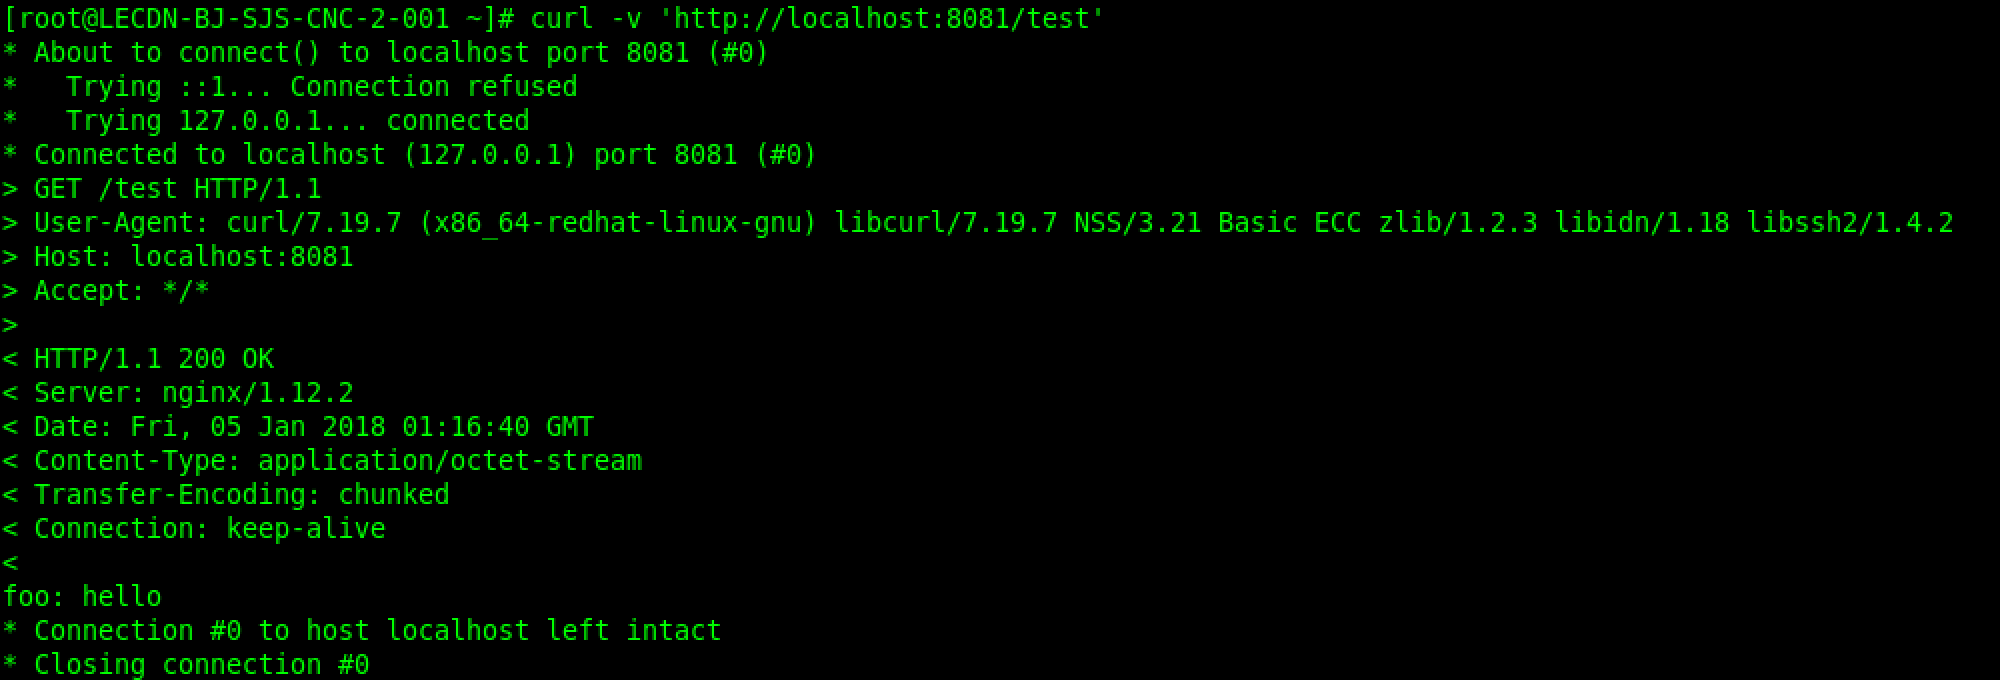 [root@LECDN-BJ-SJS-CNC-2-001 ~]# curl -v 'http://localhost:8081/test'
* About to connect() to localhost port 8081 (#0)
*   Trying ::1... Connection refused
*   Trying 127.0.0.1... connected
* Connected to localhost (127.0.0.1) port 8081 (#0)
> GET /test HTTP/1.1
> User-Agent: curl/7.19.7 (x86_64-redhat-linux-gnu) libcurl/7.19.7 NSS/3.21 Basic ECC zlib/1.2.3 libidn/1.18 libssh2/1.4.2
> Host: localhost:8081
> Accept: */*
>
< HTTP/1.1 200 OK
< Server: nginx/1.12.2
< Date: Fri, 05 Jan 2018 01:16:40 GMT
< Content-Type: application/octet-stream
< Transfer-Encoding: chunked
< Connection: keep-alive
<
foo: hello
* Connection #0 to host localhost left intact
* Closing connection #0